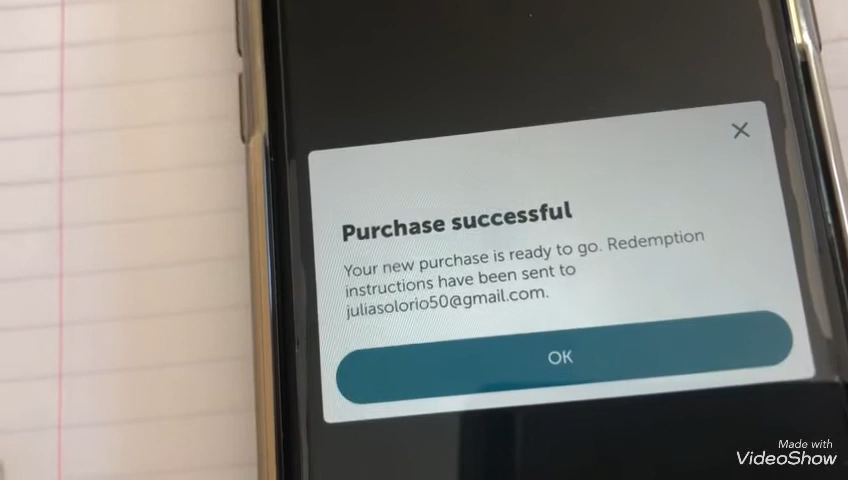 Purchase successful
Your new purchase is ready to go. Redemption
instructions have been sent to
juliasolorio50@gmail.com.
OK
Made with
VideoShow